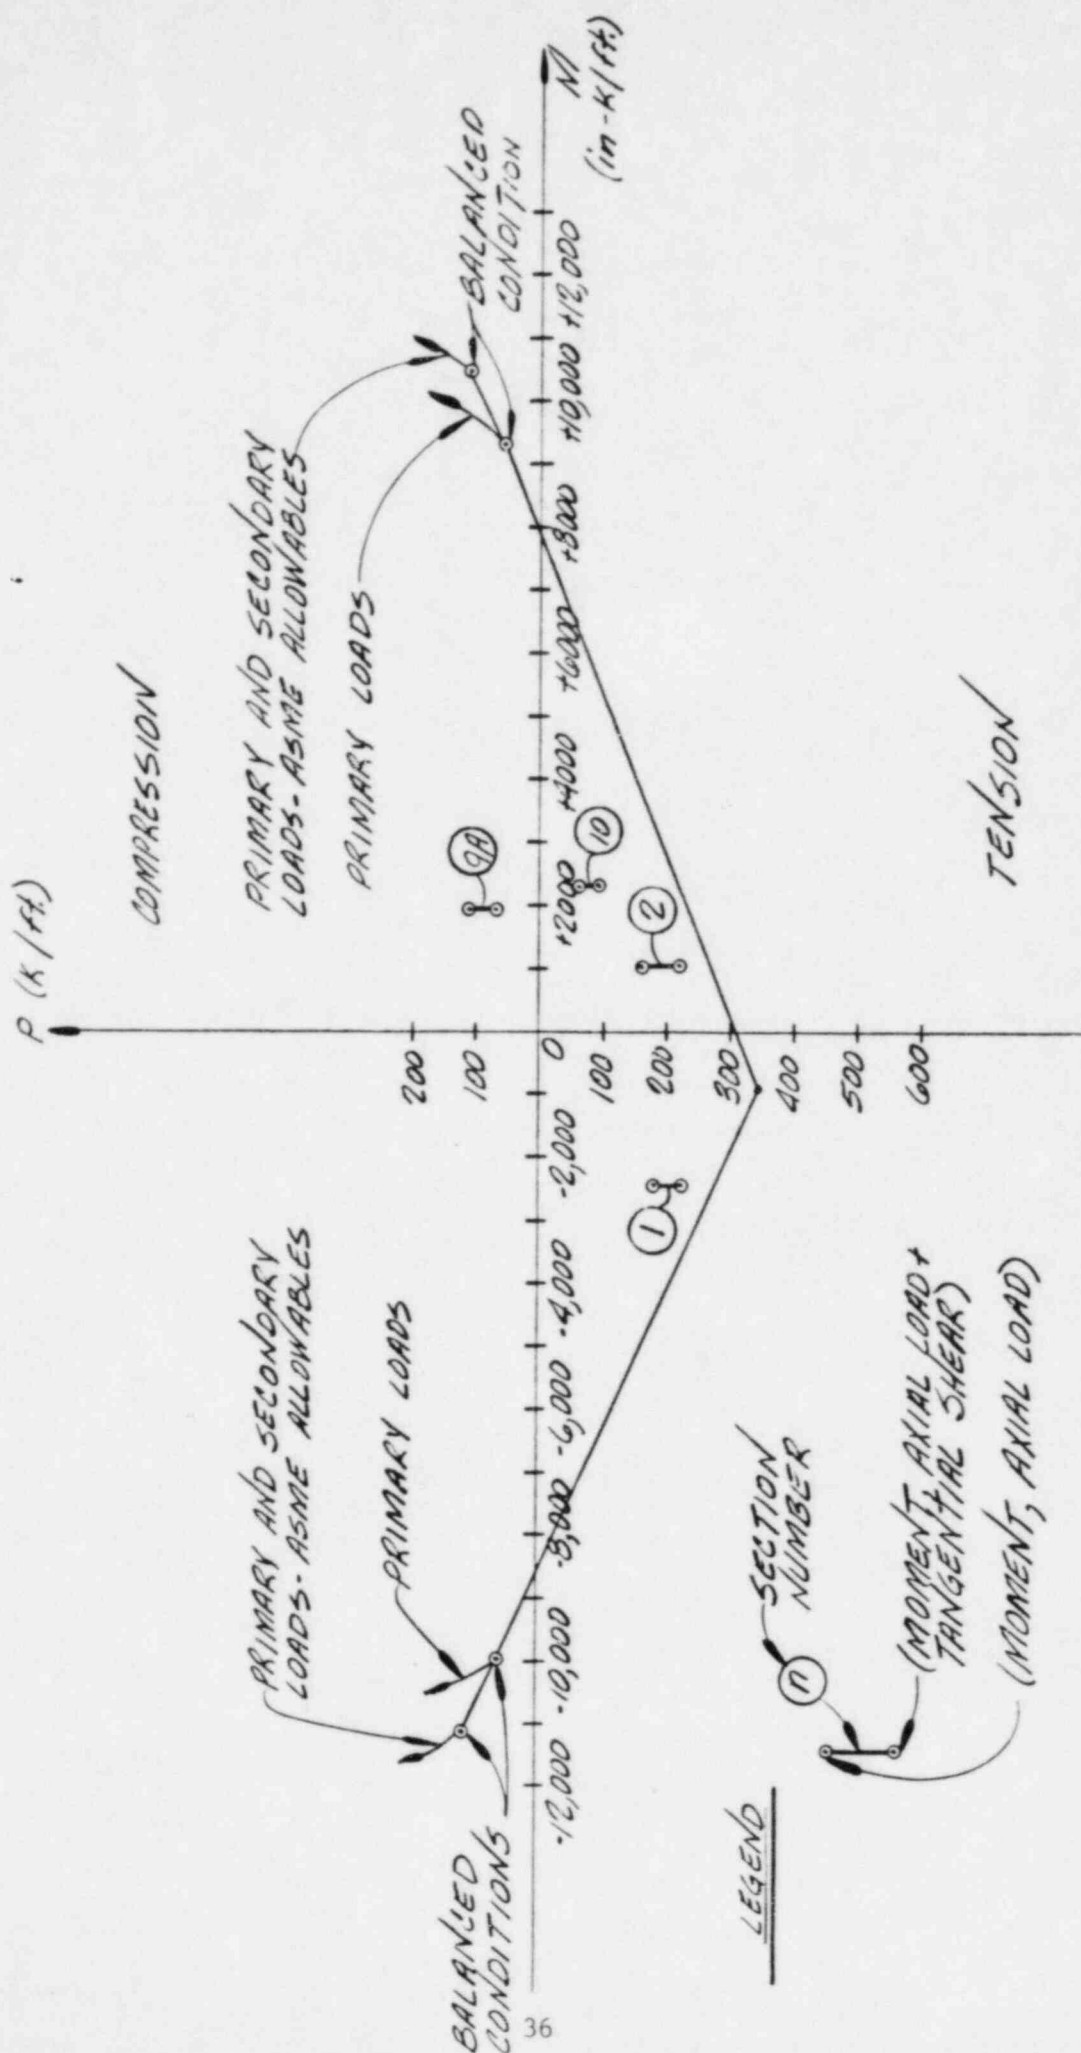 P (K/ft.)
COMPRESSION
PRIMARY AND SECONDARY
LOADS-ASME ALLOWABLES
PRIMARY LOADS
BALANCED
CONDITIONS
PRIMARY AND SECONDARY
LOADS-ASME ALLOWABLES
PRIMARY LOADS
BALANCED
CONDITION
M
(in-K/ft.)
200
100
0
100
200
300
400
500
600
-12,000
-10,000
-8,000
-6,000
-4,000
-2,000
+2000
+4000
+6000
+8000
+10,000
+12,000
9A
10
2
1
TENSION
LEGEND
n
SECTION
NUMBER
(MOMENT, AXIAL LOAD +
TANGENTIAL SHEAR)
(MOMENT, AXIAL LOAD)
36